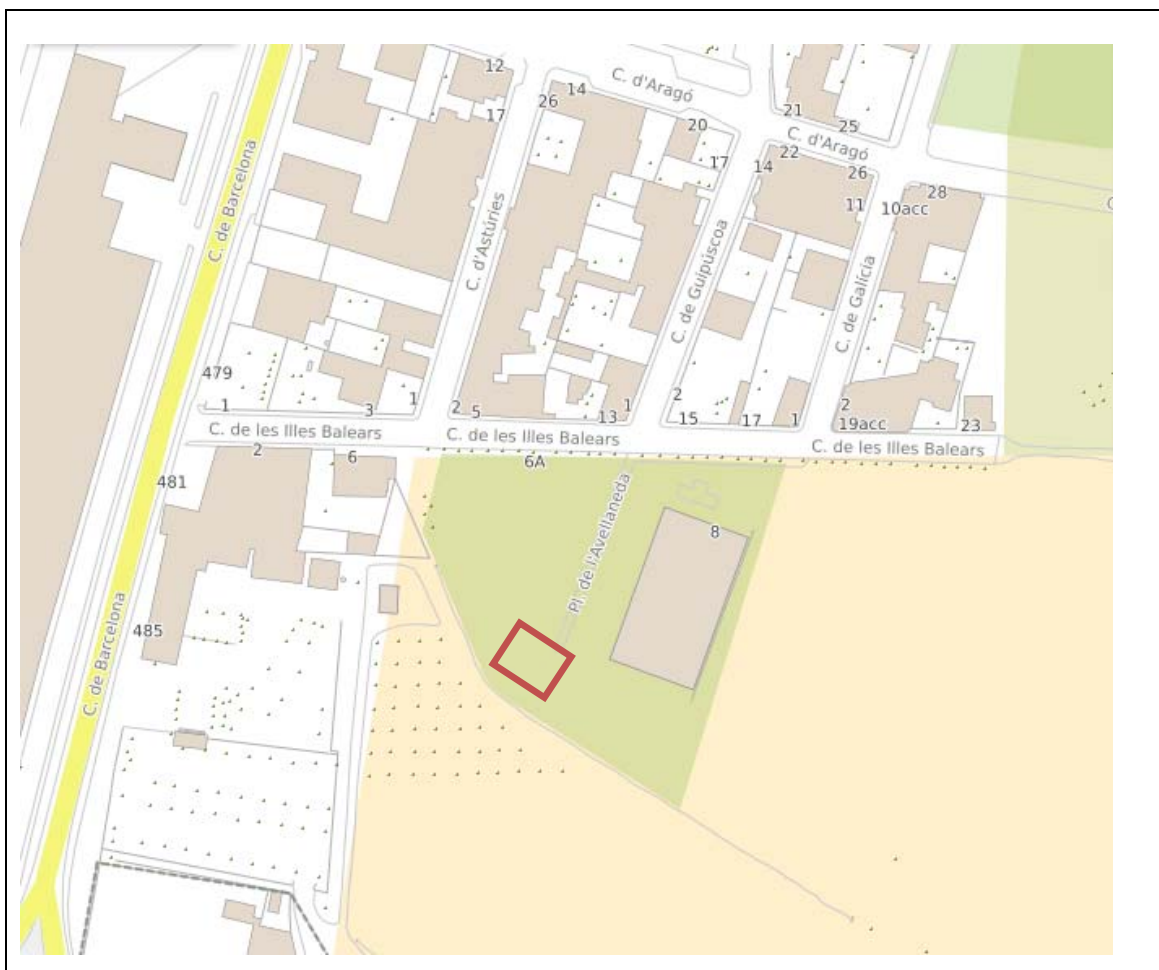 12
C. d'Aragó
14
26
17
20
21
25
C. d'Aragó
22
17
14
26
28
11
10acc
C. de Barcelona
C. d'Astúries
C. de Guipúscoa
C. de Galícia
479
1
3
1
2
5
13
1
2
15
17
1
2
19acc
23
C. de les Illes Balears
C. de les Illes Balears
C. de les Illes Balears
2
6
6A
481
8
Pl. de l'Avellaneda
485
C. de Barcelona